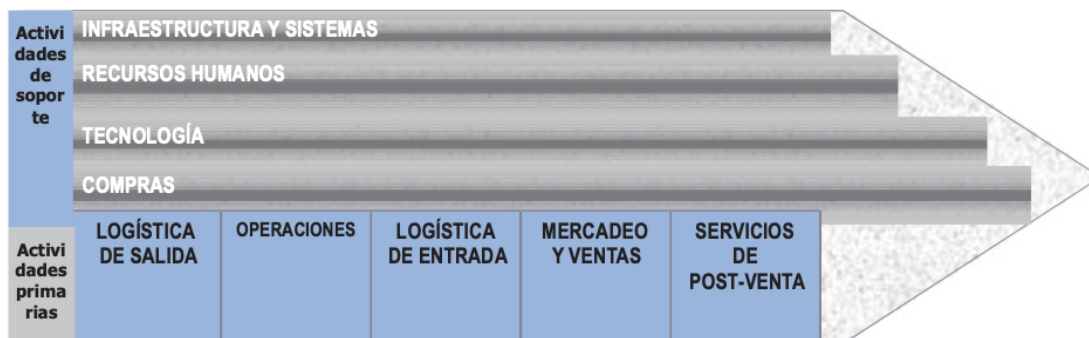 Activi
dades
de
sopor
te
INFRAESTRUCTURA Y SISTEMAS
RECURSOS HUMANOS
TECNOLOGÍA
COMPRAS
Activi
dades
prima
rias
LOGÍSTICA
DE SALIDA
OPERACIONES
LOGÍSTICA
DE ENTRADA
MERCADEO
Y VENTAS
SERVICIOS
DE
POST-VENTA